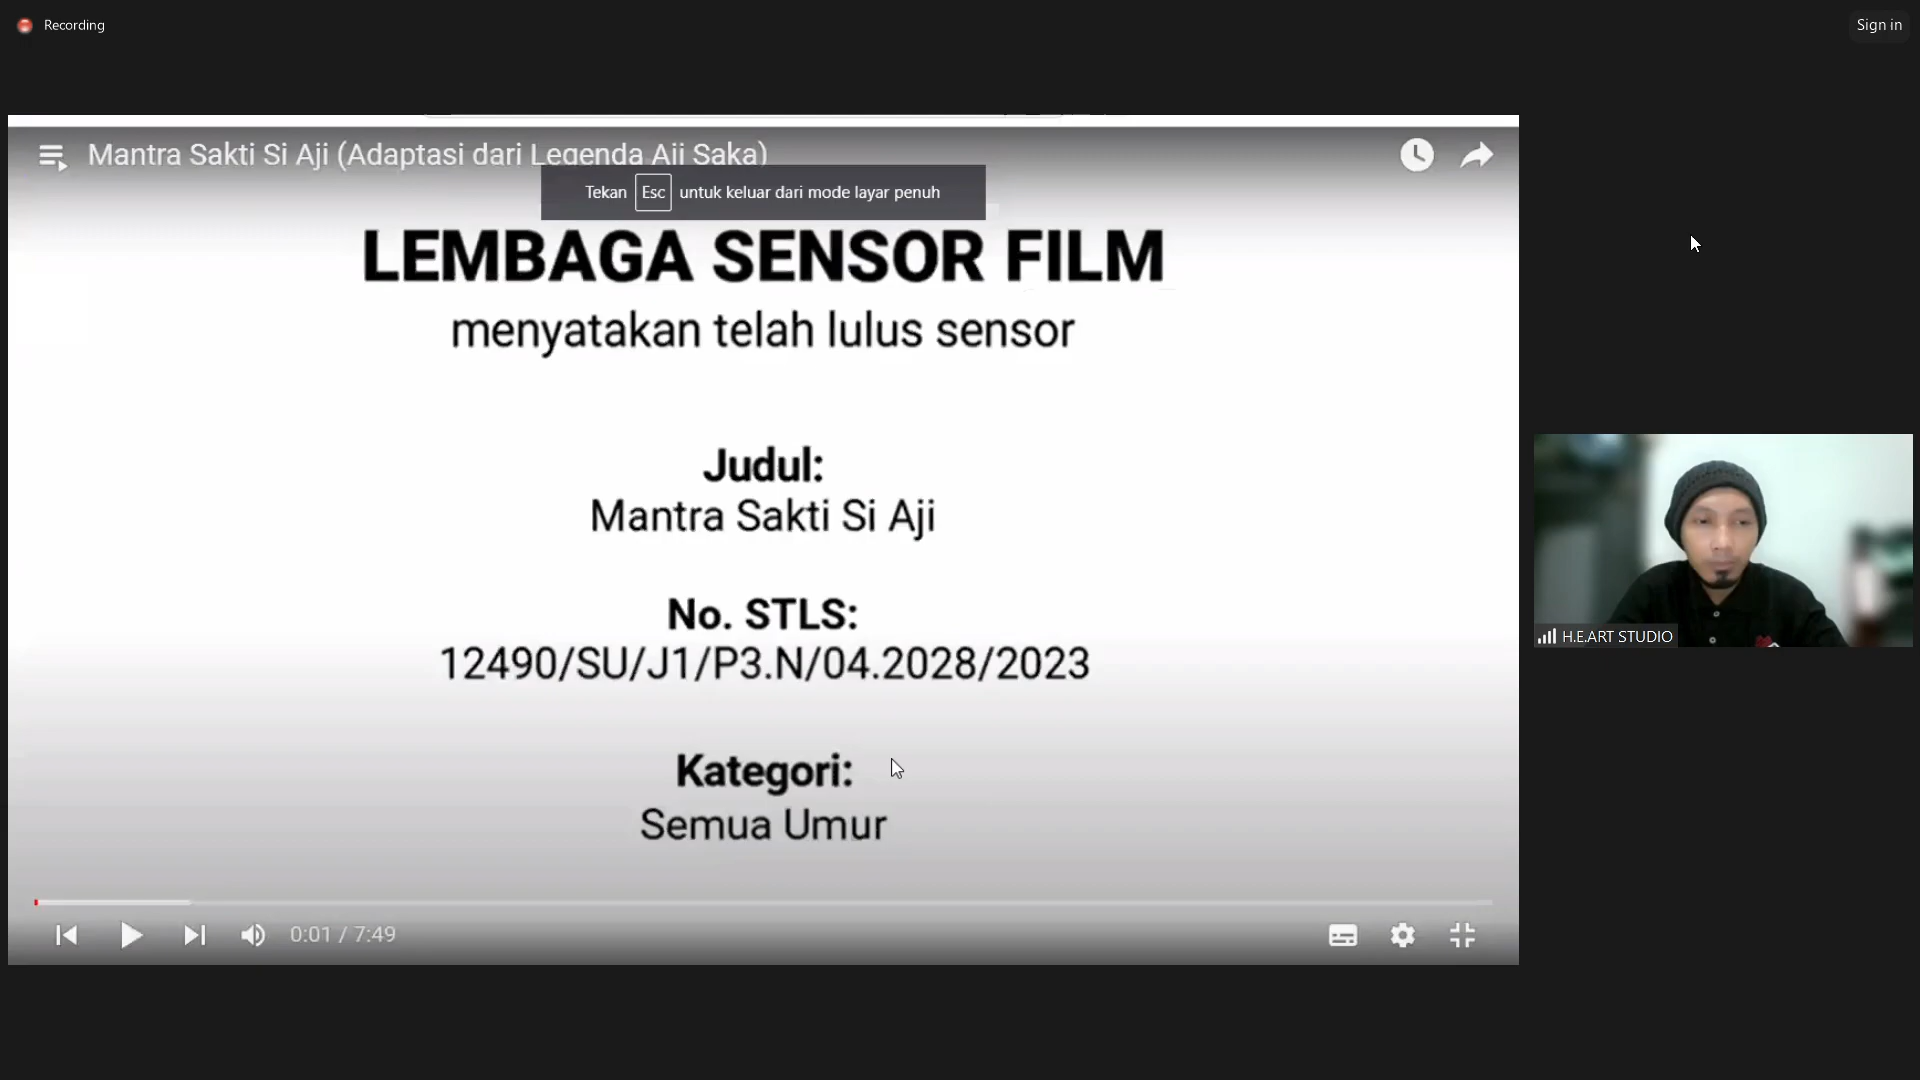 Recording
Sign in
Mantra Sakti Si Aji (Adaptasi dari Legenda Aji Saka)
Tekan Esc untuk keluar dari mode layar penuh
LEMBAGA SENSOR FILM
menyatakan telah lulus sensor
Judul:
Mantra Sakti Si Aji
No. STLS:
12490/SU/J1/P3.N/04.2028/2023
Kategori:
Semua Umur
H.E.ART STUDIO
0:01 / 7:49